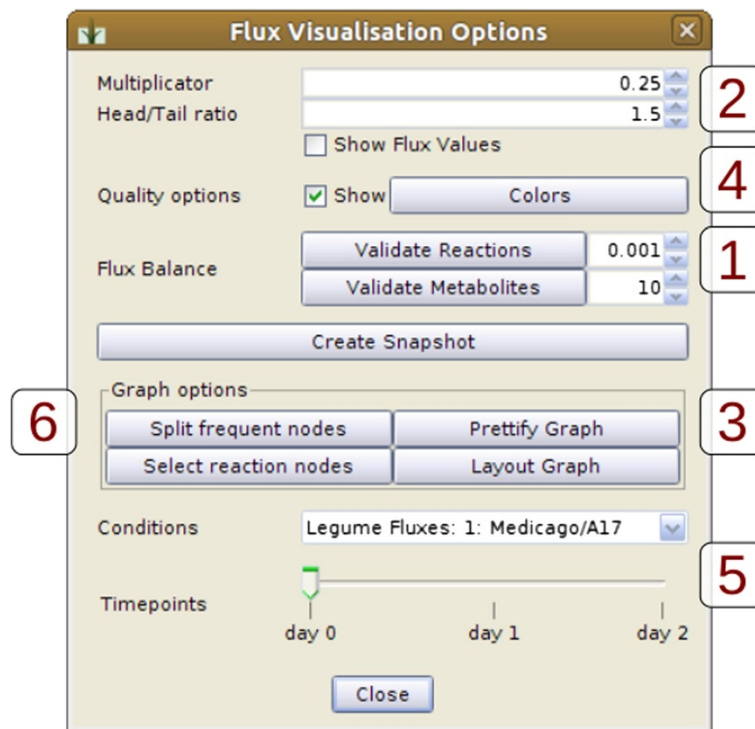 Flux Visualisation Options
Multiplicator 0.25
2
Head/Tail ratio 1.5
Show Flux Values
Quality options Show Colors
4
Validate Reactions 0.001
Flux Balance
1
Validate Metabolites 10
Create Snapshot
Graph options
6
Split frequent nodes Prettify Graph
3
Select reaction nodes Layout Graph
Conditions Legume Fluxes: 1: Medicago/A17
5
Timepoints
day 0 day 1 day 2
Close